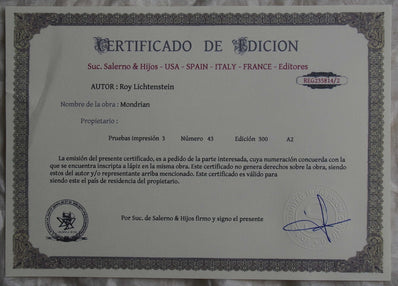 CERTIFICADO DE EDICION
Suc. Salerno & Hijos - USA - SPAIN - ITALY - FRANCE - Editores
REG235814/2
AUTOR : Roy Lichtenstein
Nombre de la obra : Mondrian
Propietario :
Pruebas impresión 3 Número 43 Edición 300 A2
La emisión del presente certificado, es a pedido de la parte interesada, cuya numeración concuerda con la
que se encuentra inscripta a lápiz en la misma obra. Este certificado no genera derechos sobre la obra, siendo
estos del autor y/o representante arriba mencionado. Este certificado es válido para
siendo este el país de residencia del propietario.
Por Suc. de Salerno & Hijos firmo y signo el presente